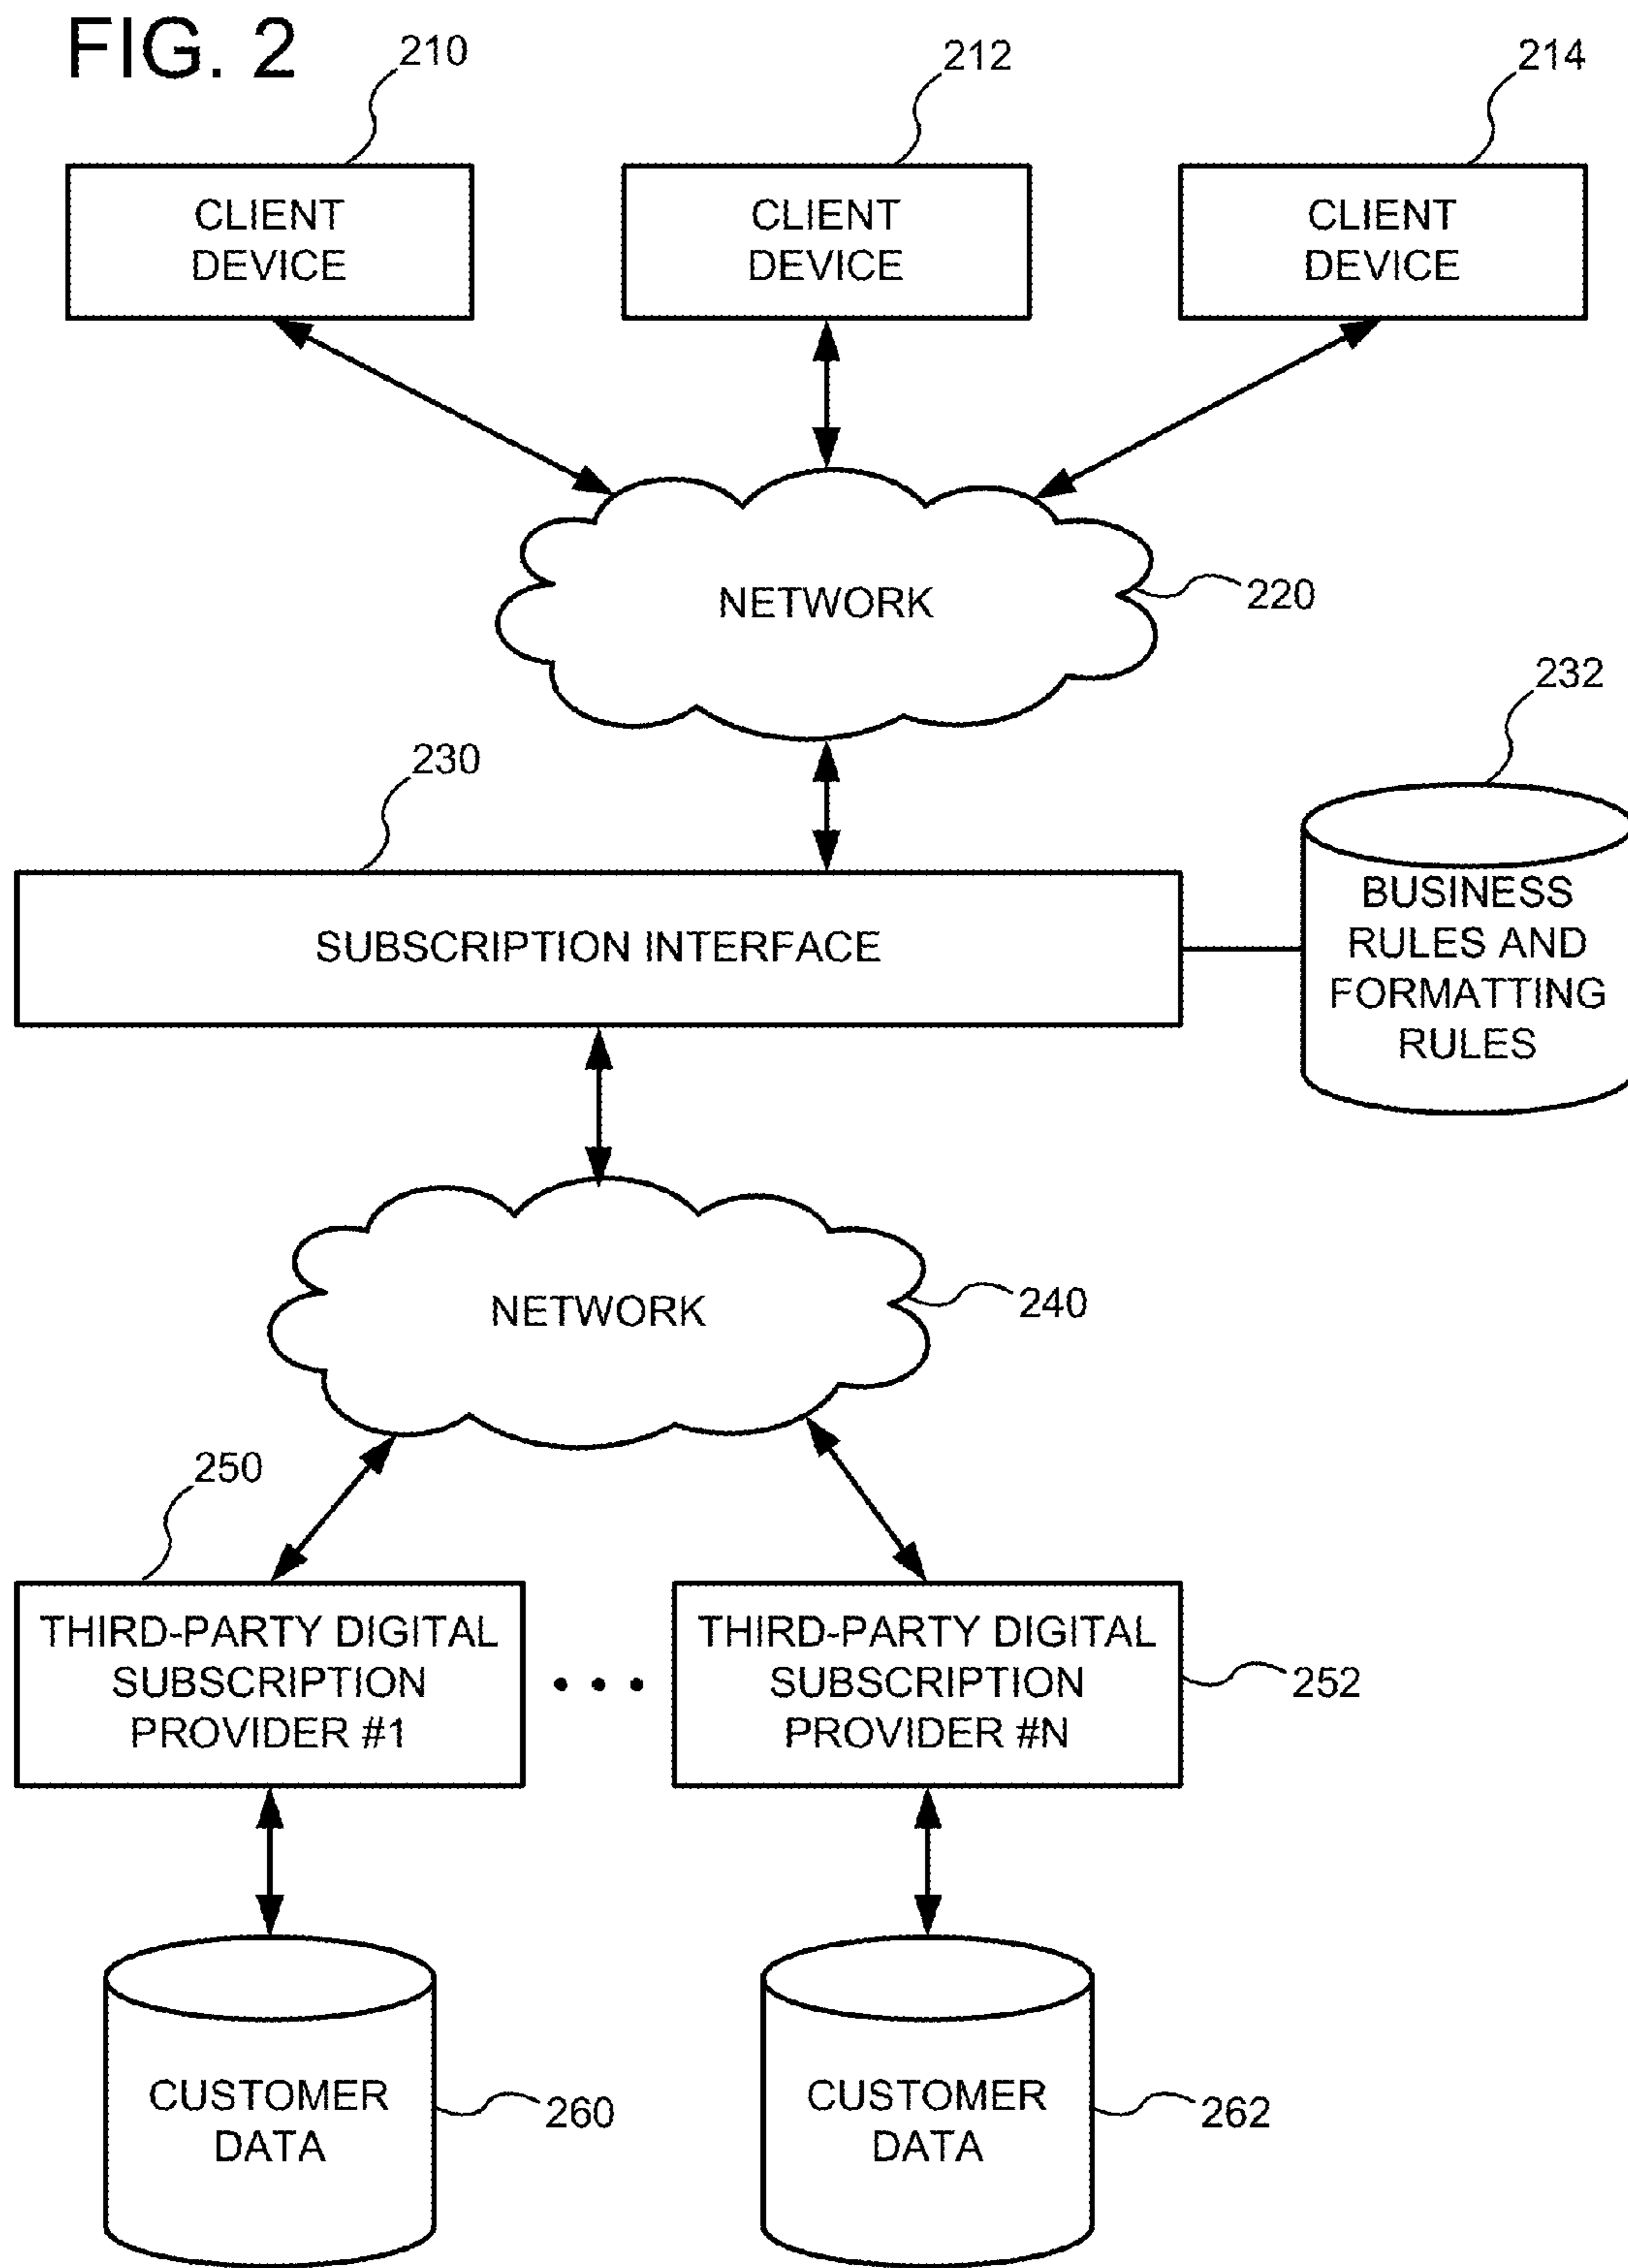 FIG. 2
210
212
214
CLIENT
DEVICE
CLIENT
DEVICE
CLIENT
DEVICE
NETWORK
220
232
230
SUBSCRIPTION INTERFACE
BUSINESS
RULES AND
FORMATTING
RULES
NETWORK
240
250
THIRD-PARTY DIGITAL
SUBSCRIPTION
PROVIDER #1
THIRD-PARTY DIGITAL
SUBSCRIPTION
PROVIDER #N
252
CUSTOMER
DATA
260
CUSTOMER
DATA
262